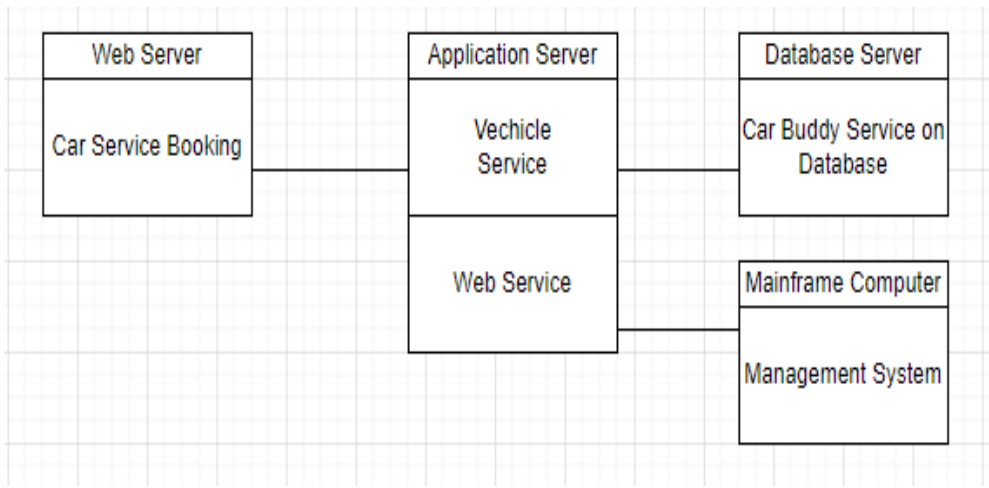 Web Server
Car Service Booking
Application Server
Vechicle
Service
Web Service
Database Server
Car Buddy Service on
Database
Mainframe Computer
Management System